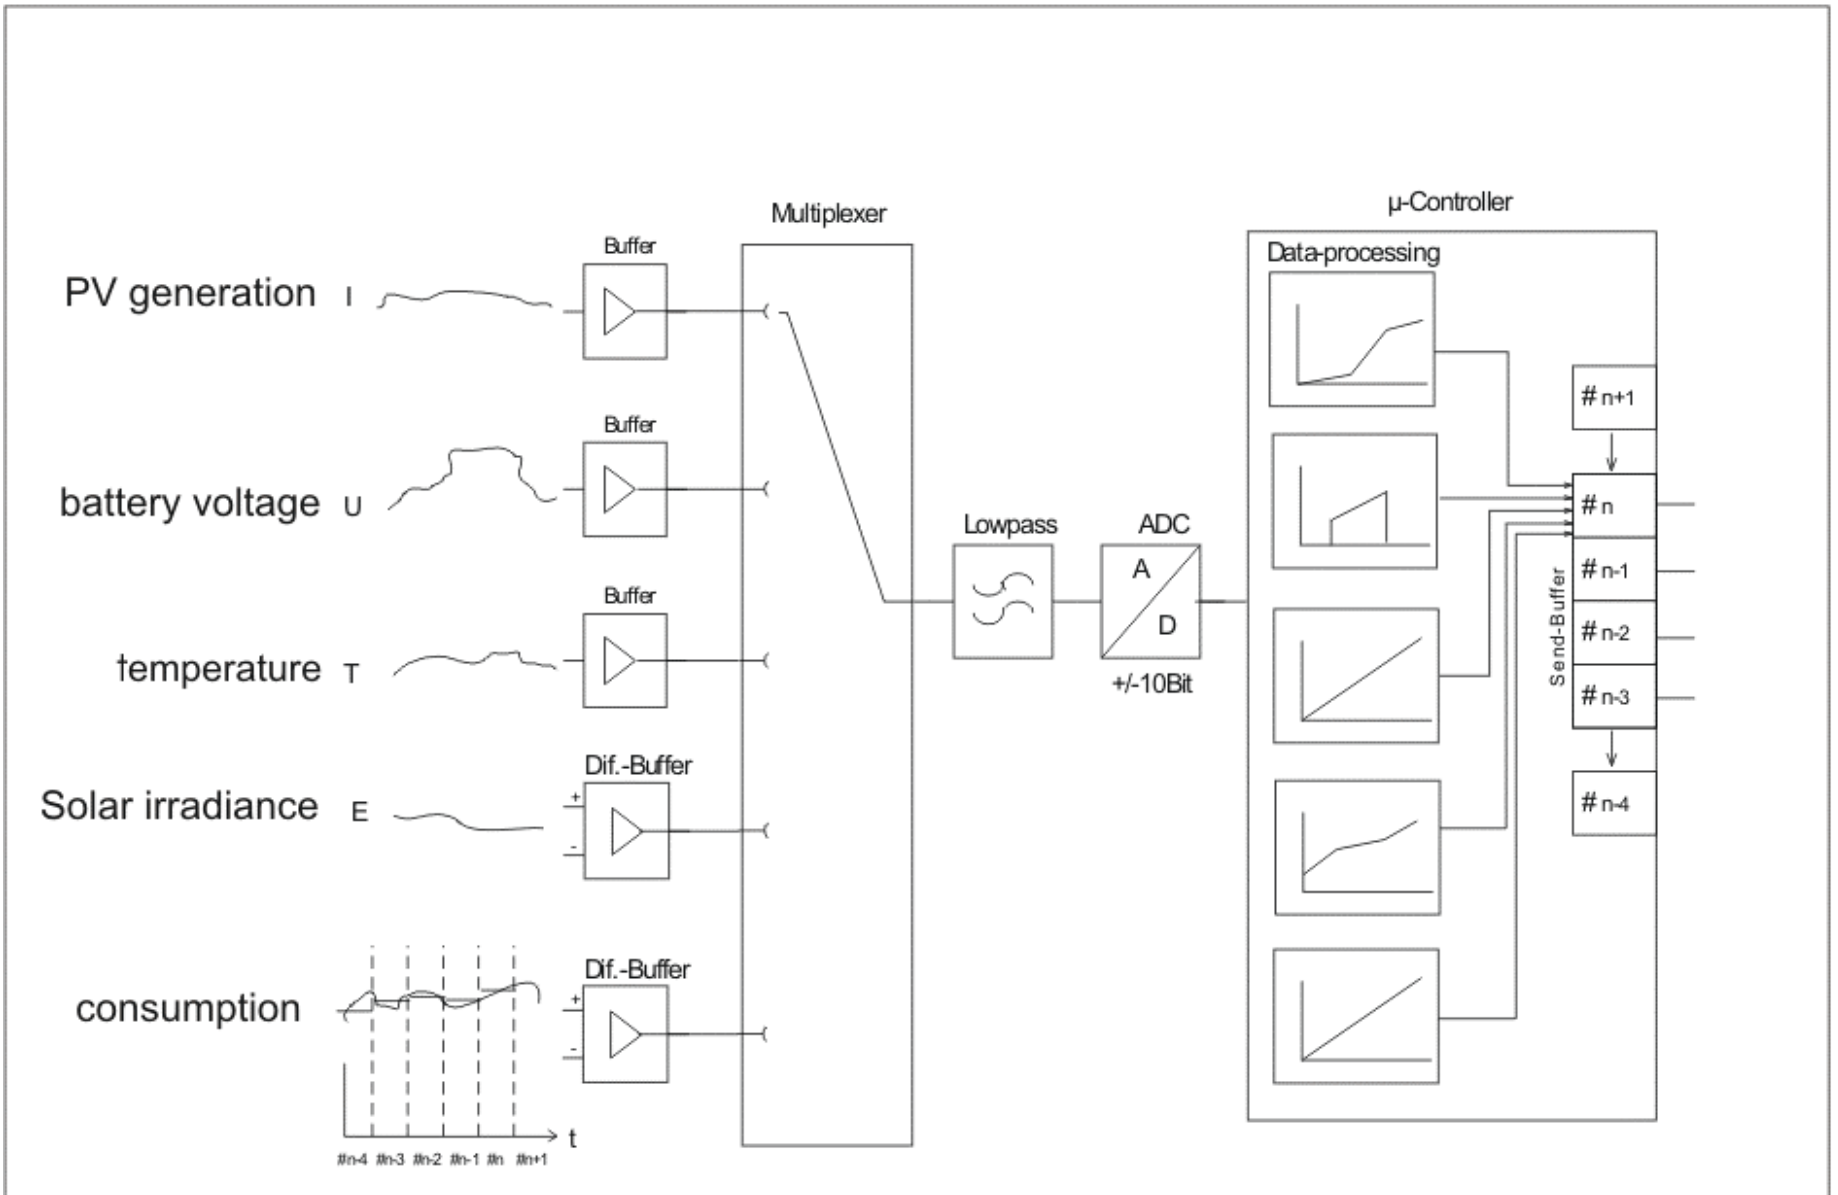 µ-Controller
Multiplexer
Buffer
Data-processing
PV generation I
# n+1
Buffer
battery voltage U
# n
Lowpass
ADC
A
D
# n-1
Send-Buffer
Buffer
# n-2
temperature T
+/-10Bit
# n-3
Dif.-Buffer
+
-
Solar irradiance E
# n-4
Dif.-Buffer
+
-
consumption
t
#n-4 #n-3 #n-2 #n-1 #n #n+1